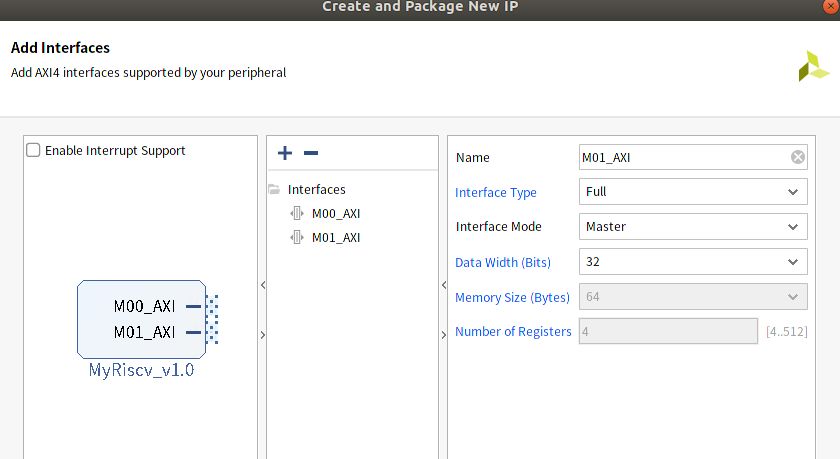 Create and Package New IP
Add Interfaces
Add AXI4 interfaces supported by your peripheral
Enable Interrupt Support
M00_AXI
M01_AXI
MyRiscv_v1.0
Interfaces
M00_AXI
M01_AXI
Name M01_AXI
Interface Type Full
Interface Mode Master
Data Width (Bits) 32
Memory Size (Bytes) 64
Number of Registers 4 [4..512]